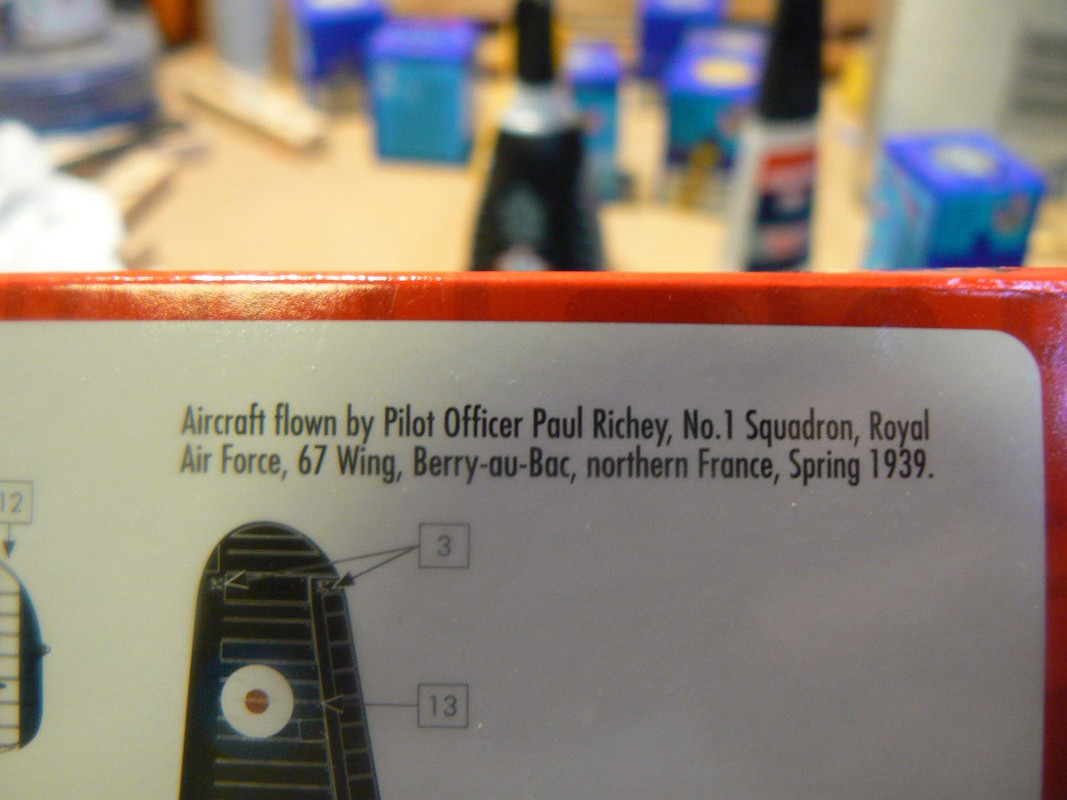 Aircraft flown by Pilot Officer Paul Richey, No.1 Squadron, Royal
Air Force, 67 Wing, Berry-au-Bac, northern France, Spring 1939.
12
3
13